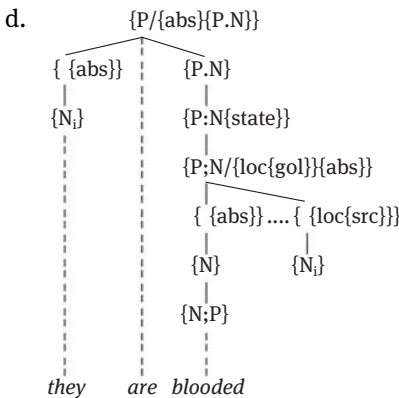 d. {P/{abs}{P.N}}
{ {abs}} {P.N}
{Nᵢ} {P:N{state}}
{P;N/{loc{gol}}{abs}}
{ {abs}} .... { {loc{src}}}
{N} {Nᵢ}
{N;P}
they are blooded